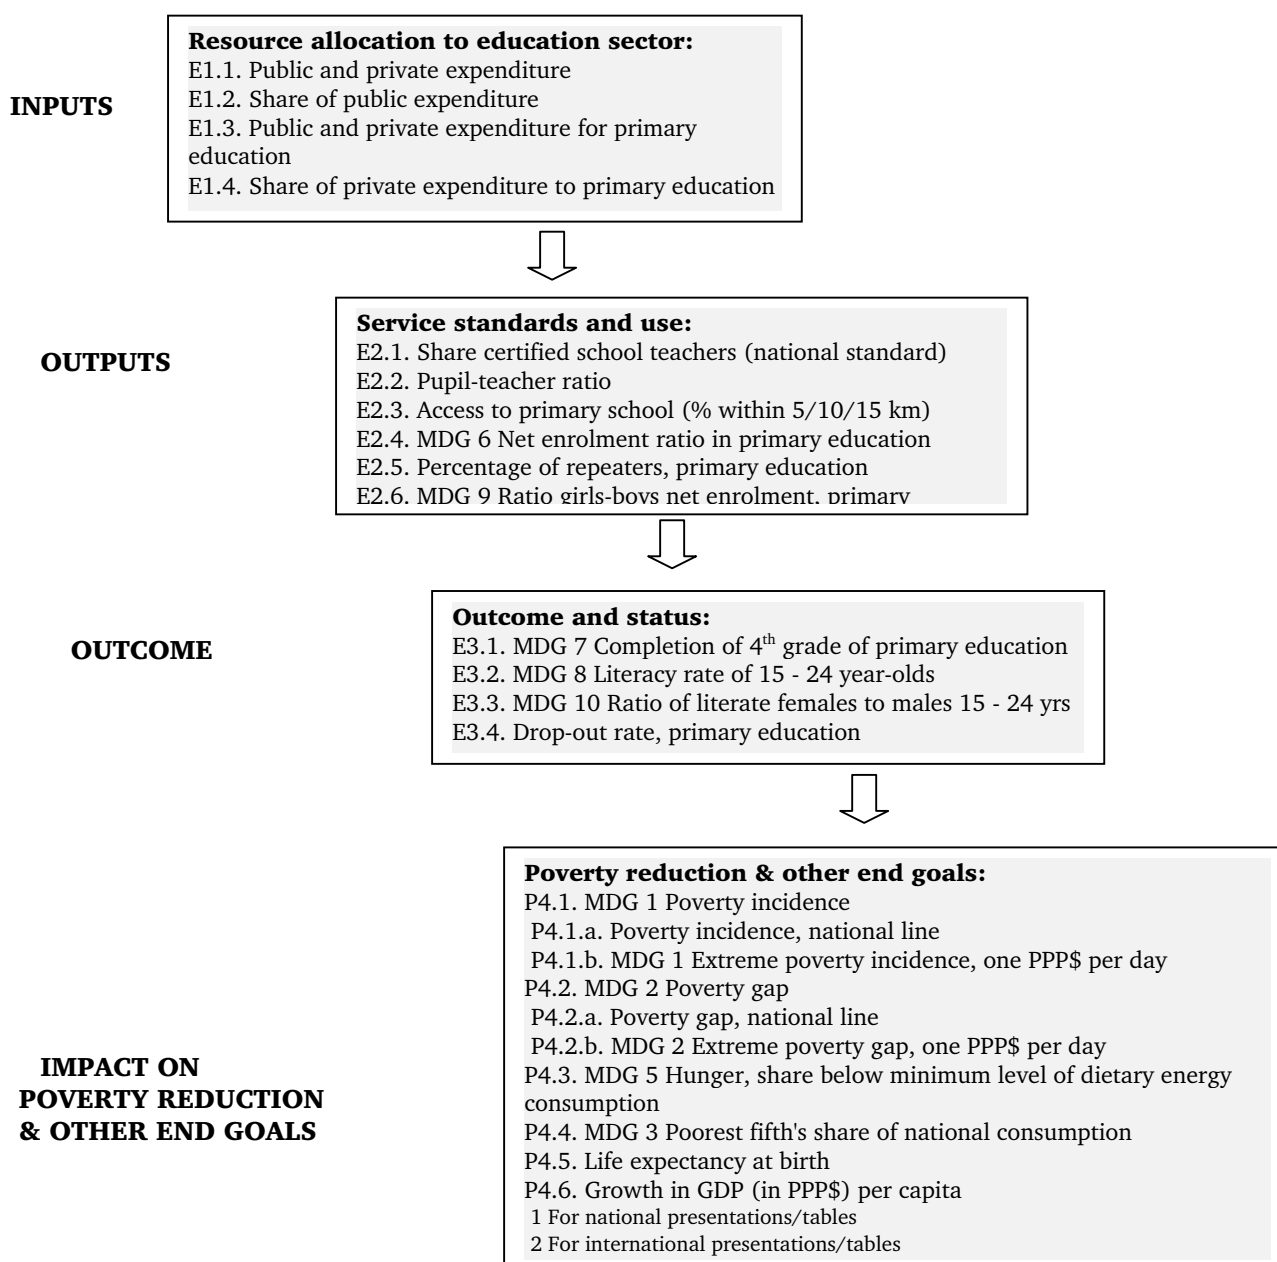 INPUTS
Resource allocation to education sector:
E1.1. Public and private expenditure
E1.2. Share of public expenditure
E1.3. Public and private expenditure for primary
education
E1.4. Share of private expenditure to primary education
OUTPUTS
Service standards and use:
E2.1. Share certified school teachers (national standard)
E2.2. Pupil-teacher ratio
E2.3. Access to primary school (% within 5/10/15 km)
E2.4. MDG 6 Net enrolment ratio in primary education
E2.5. Percentage of repeaters, primary education
E2.6. MDG 9 Ratio girls-boys net enrolment, primary
OUTCOME
Outcome and status:
E3.1. MDG 7 Completion of 4th grade of primary education
E3.2. MDG 8 Literacy rate of 15 - 24 year-olds
E3.3. MDG 10 Ratio of literate females to males 15 - 24 yrs
E3.4. Drop-out rate, primary education
IMPACT ON
POVERTY REDUCTION
& OTHER END GOALS
Poverty reduction & other end goals:
P4.1. MDG 1 Poverty incidence
P4.1.a. Poverty incidence, national line
P4.1.b. MDG 1 Extreme poverty incidence, one PPP$ per day
P4.2. MDG 2 Poverty gap
P4.2.a. Poverty gap, national line
P4.2.b. MDG 2 Extreme poverty gap, one PPP$ per day
P4.3. MDG 5 Hunger, share below minimum level of dietary energy
consumption
P4.4. MDG 3 Poorest fifth's share of national consumption
P4.5. Life expectancy at birth
P4.6. Growth in GDP (in PPP$) per capita
1 For national presentations/tables
2 For international presentations/tables